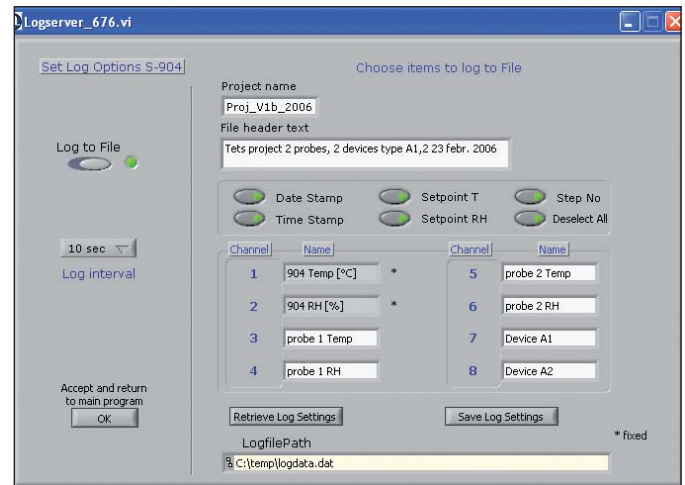 Logserver_676.vi
Set Log Options S-904
Choose items to log to File
Project name
Proj_V1b_2006
File header text
Tets project 2 probes, 2 devices type A1,2 23 febr. 2006
Log to File
Date Stamp Setpoint T Step No
Time Stamp Setpoint RH Deselect All
10 sec
Log interval
Channel Name Channel Name
1 904 Temp [°C] * 5 probe 2 Temp
2 904 RH [%] * 6 probe 2 RH
3 probe 1 Temp 7 Device A1
4 probe 1 RH 8 Device A2
Accept and return
to main program
OK
Retrieve Log Settings Save Log Settings
* fixed
LogfilePath
C:\temp\logdata.dat